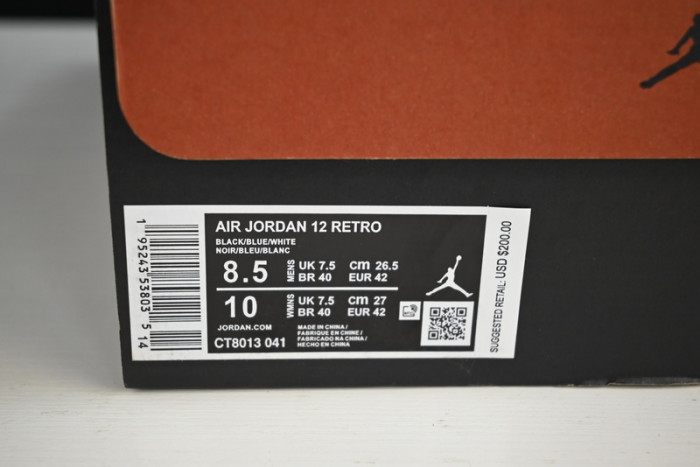 AIR JORDAN 12 RETRO
BLACK/BLUE/WHITE
NOIR/BLEU/BLANC
8.5 MENS UK 7.5 cm 26.5
BR 40 EUR 42
10 WMNS UK 7.5 cm 27
BR 40 EUR 42
JORDAN.COM
CT8013 041
MADE IN CHINA /
FABRIQUE EN CHINE /
FABRICADO NA CHINA /
HECHO EN CHINA
1 95243 53803 5 14
SUGGESTED RETAIL: USD $200.00